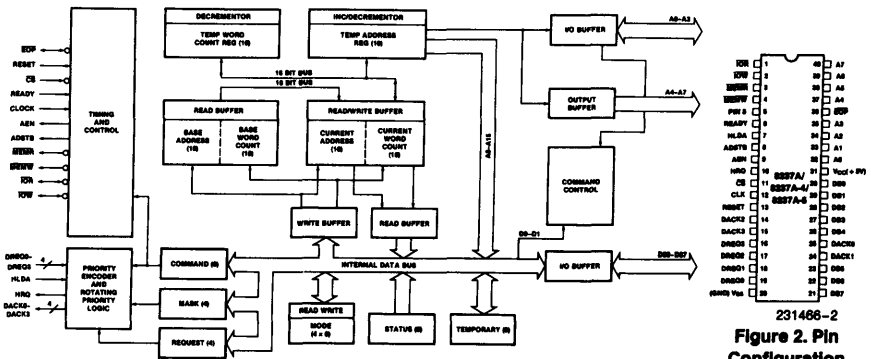 DECREMENTOR
TEMP WORD
COUNT REG (16)
INC/DECREMENTOR
TEMP ADDRESS
REG (16)
I/O BUFFER
A0–A3
EOP
RESET
CS
READY
CLOCK
AEN
ADSTB
MEMR
MEMW
IOR
IOW
TIMING
AND
CONTROL
16 BIT BUS
16 BIT BUS
READ BUFFER
BASE
ADDRESS
(16)
BASE
WORD
COUNT
(16)
READ/WRITE BUFFER
CURRENT
ADDRESS
(16)
CURRENT
WORD
COUNT
(16)
A8–A15
OUTPUT
BUFFER
A4–A7
COMMAND
CONTROL
WRITE BUFFER
READ BUFFER
D0–D1
DREQ0–
DREQ3
4
HLDA
HRQ
DACK0–
DACK3
4
PRIORITY
ENCODER
AND
ROTATING
PRIORITY
LOGIC
COMMAND (8)
MASK (4)
REQUEST (4)
INTERNAL DATA BUS
I/O BUFFER
DB0–DB7
READ WRITE
MODE
(4 x 6)
STATUS (8)
TEMPORARY (8)
IOR 1 40 A7
IOW 2 39 A6
MEMR 3 38 A5
MEMW 4 37 A4
PIN 5 5 36 EOP
READY 6 35 A3
HLDA 7 34 A2
ADSTB 8 33 A1
AEN 9 32 A0
HRQ 10 31 VCC(+5V)
CS 11 30 DB0
CLK 12 29 DB1
RESET 13 28 DB2
DACK2 14 27 DB3
DACK3 15 26 DB4
DREQ3 16 25 DACK0
DREQ2 17 24 DACK1
DREQ1 18 23 DB5
DREQ0 19 22 DB6
(GND) VSS 20 21 DB7
8237A/
8237A-4/
8237A-5
231466–2
Figure 2. Pin
Configuration